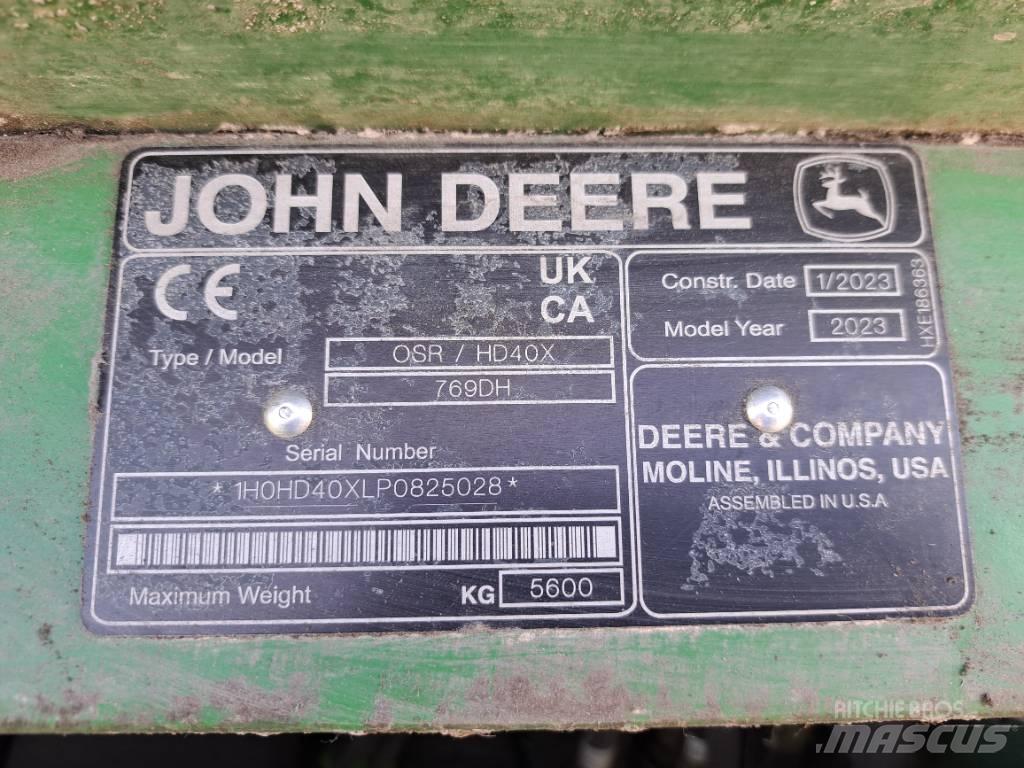 JOHN DEERE
CE
UK
CA
Type / Model
OSR / HD40X
769DH
Serial Number
*1H0HD40XLP0825028*
Maximum Weight KG 5600
Constr. Date 1/2023
Model Year 2023
HXE186363
DEERE & COMPANY
MOLINE, ILLINOS, USA
ASSEMBLED IN U.S.A
RITCHIE BROS.
& COMPANY
MASCUS